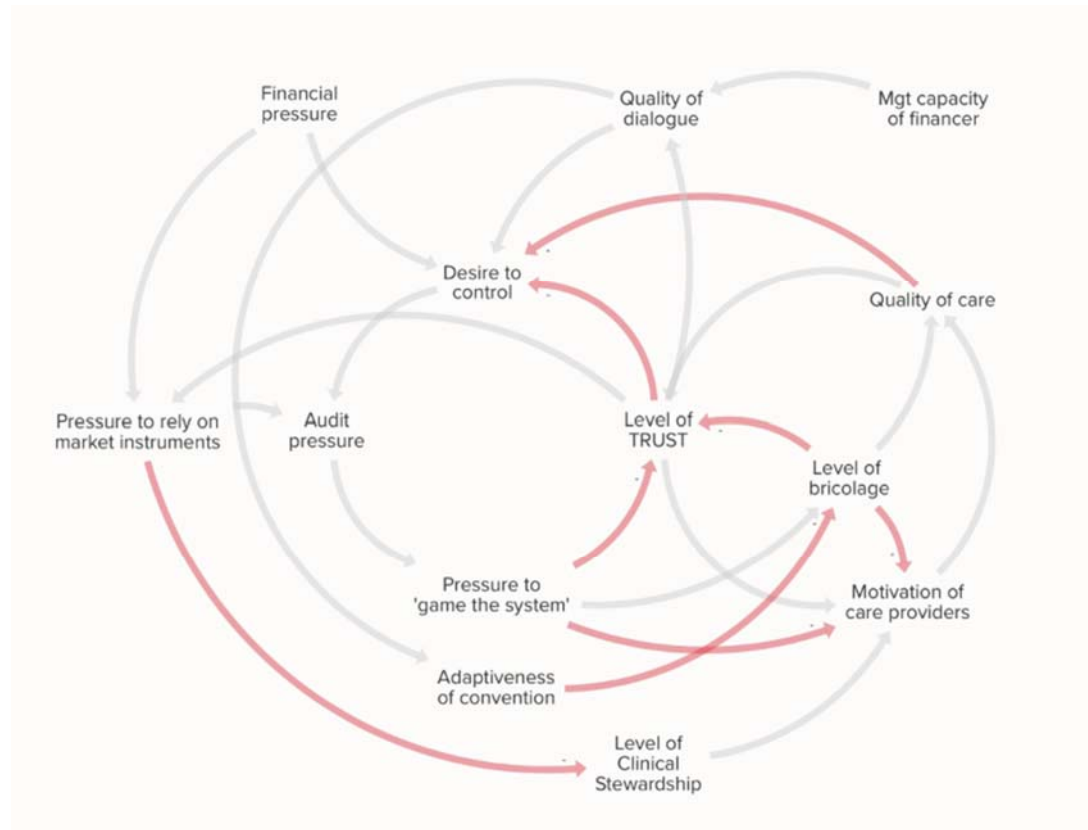 Financial
pressure
Quality of
dialogue
Mgt capacity
of financer
Desire to
control
Quality of care
Pressure to rely on
market instruments
Audit
pressure
Level of
TRUST
Level of
bricolage
Pressure to
'game the system'
Motivation of
care providers
Adaptiveness
of convention
Level of
Clinical
Stewardship